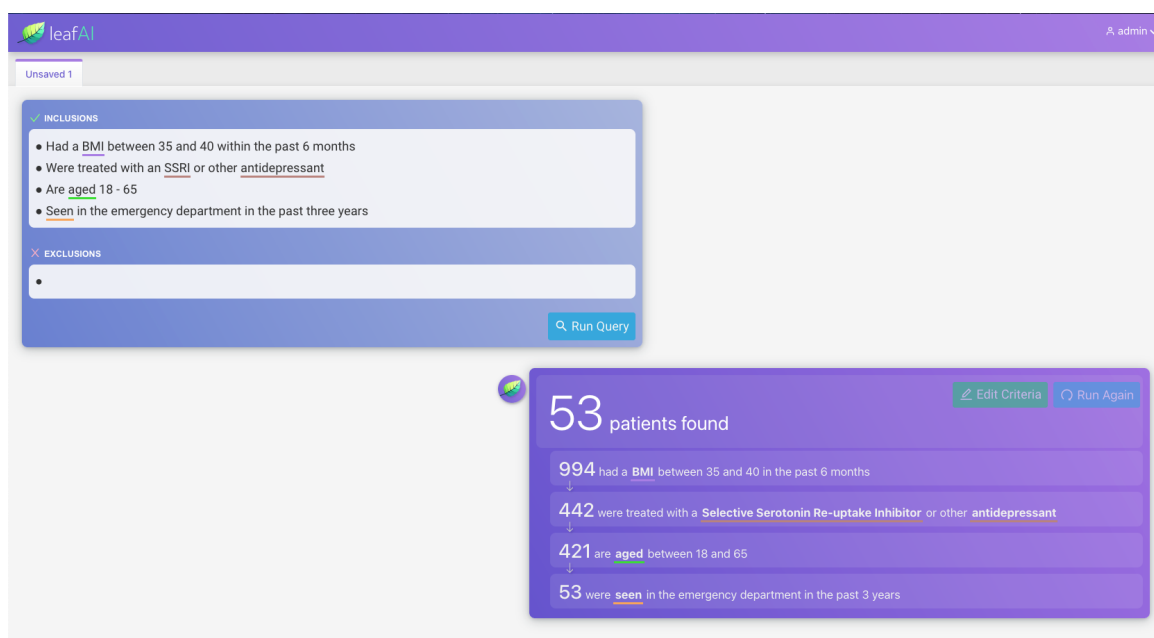 leafAI
admin
Unsaved 1
INCLUSIONS
● Had a BMI between 35 and 40 within the past 6 months
● Were treated with an SSRI or other antidepressant
● Are aged 18 - 65
● Seen in the emergency department in the past three years
EXCLUSIONS
●
Run Query
53 patients found
Edit Criteria
Run Again
994 had a BMI between 35 and 40 in the past 6 months
442 were treated with a Selective Serotonin Re-uptake Inhibitor or other antidepressant
421 are aged between 18 and 65
53 were seen in the emergency department in the past 3 years